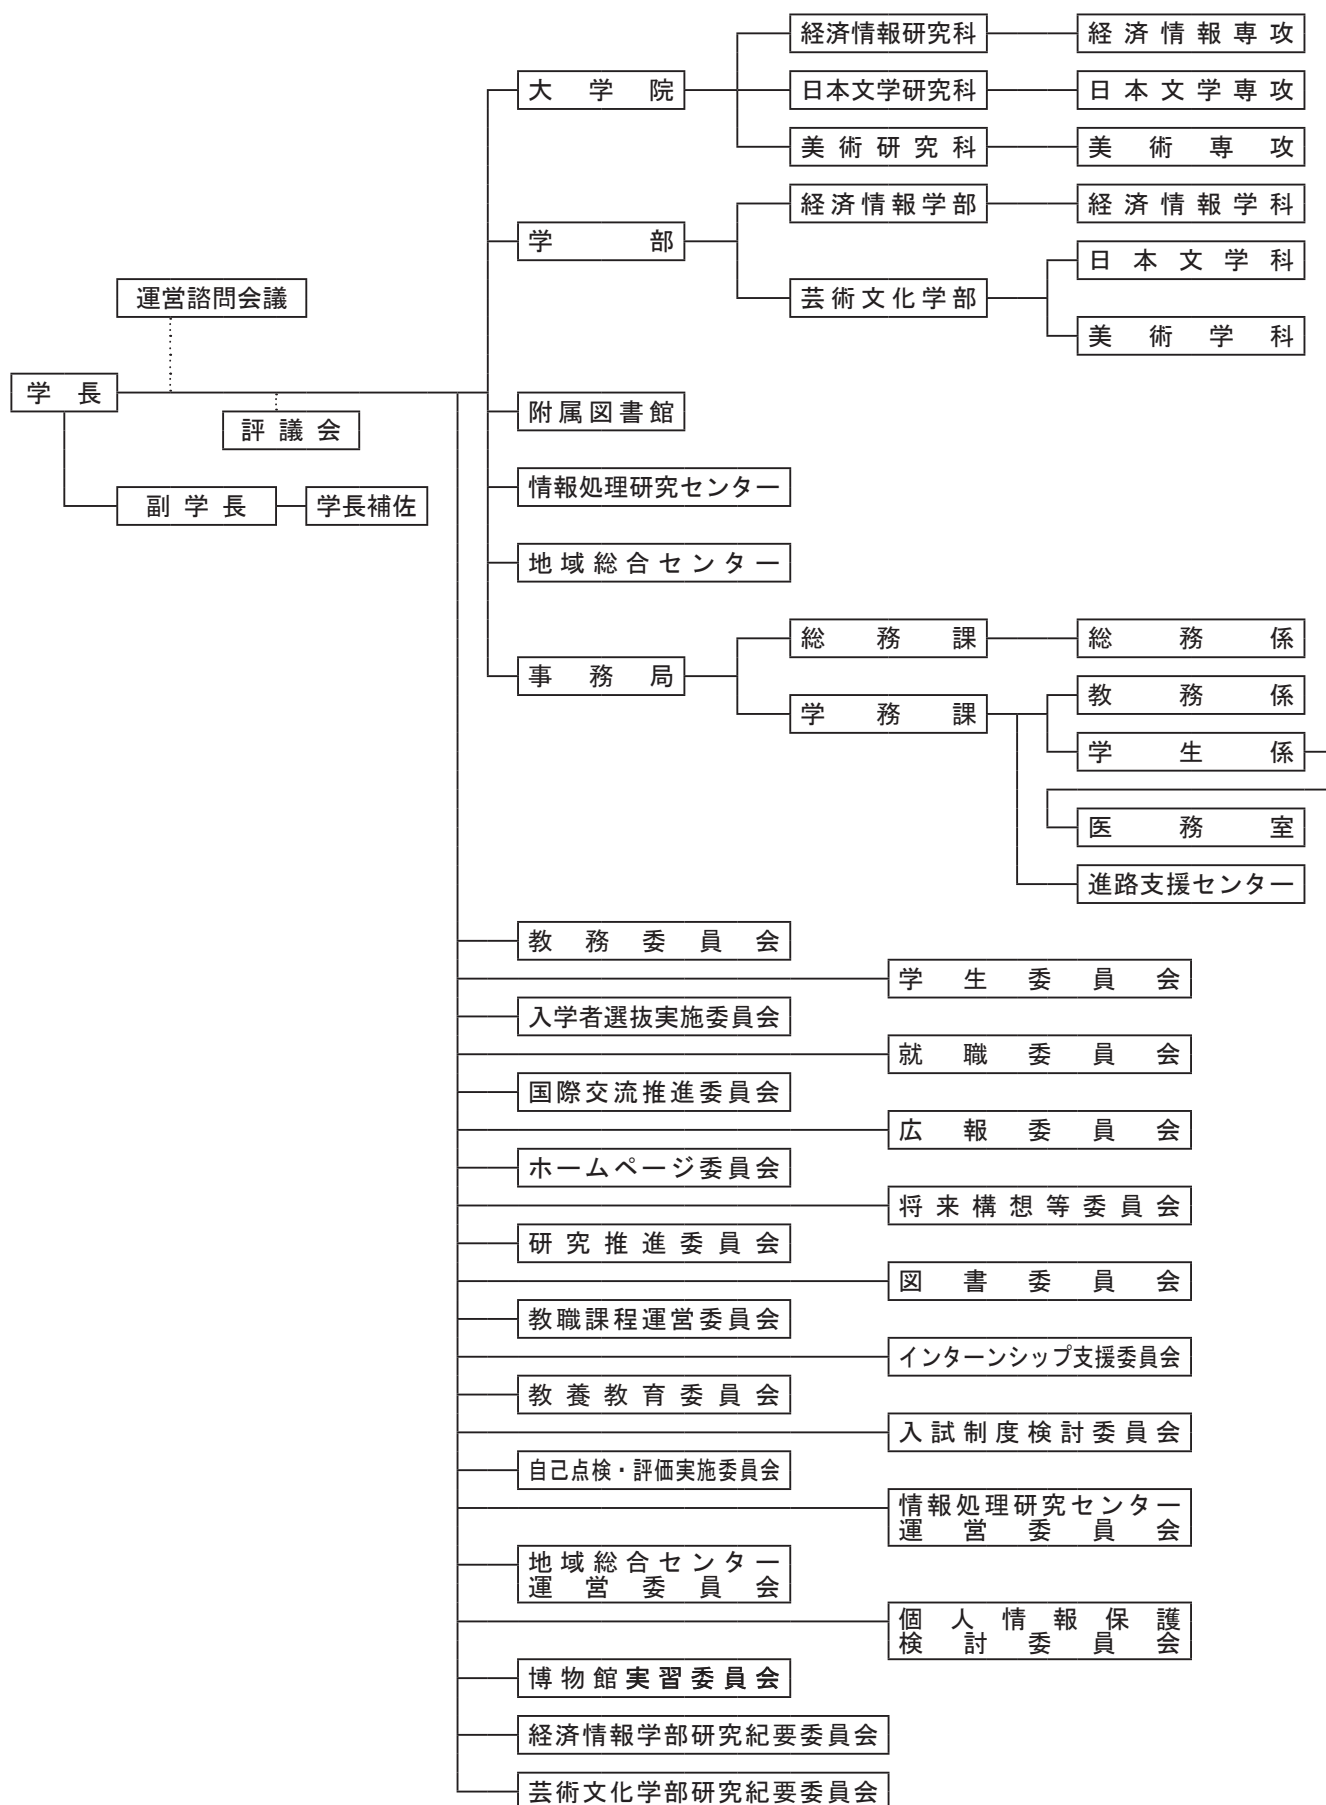 経済情報研究科
経済情報専攻
大学院
日本文学研究科
日本文学専攻
美術研究科
美術専攻
経済情報学部
経済情報学科
学部
日本文学科
芸術文化学部
美術学科
運営諮問会議
学長
評議会
副学長
学長補佐
附属図書館
情報処理研究センター
地域総合センター
総務課
総務係
事務局
教務係
学務課
学生係
医務室
進路支援センター
教務委員会
学生委員会
入学者選抜実施委員会
就職委員会
国際交流推進委員会
広報委員会
ホームページ委員会
将来構想等委員会
研究推進委員会
図書委員会
教職課程運営委員会
インターンシップ支援委員会
教養教育委員会
入試制度検討委員会
自己点検・評価実施委員会
情報処理研究センター
運営委員会
地域総合センター
運営委員会
個人情報保護
検討委員会
博物館実習委員会
経済情報学部研究紀要委員会
芸術文化学部研究紀要委員会